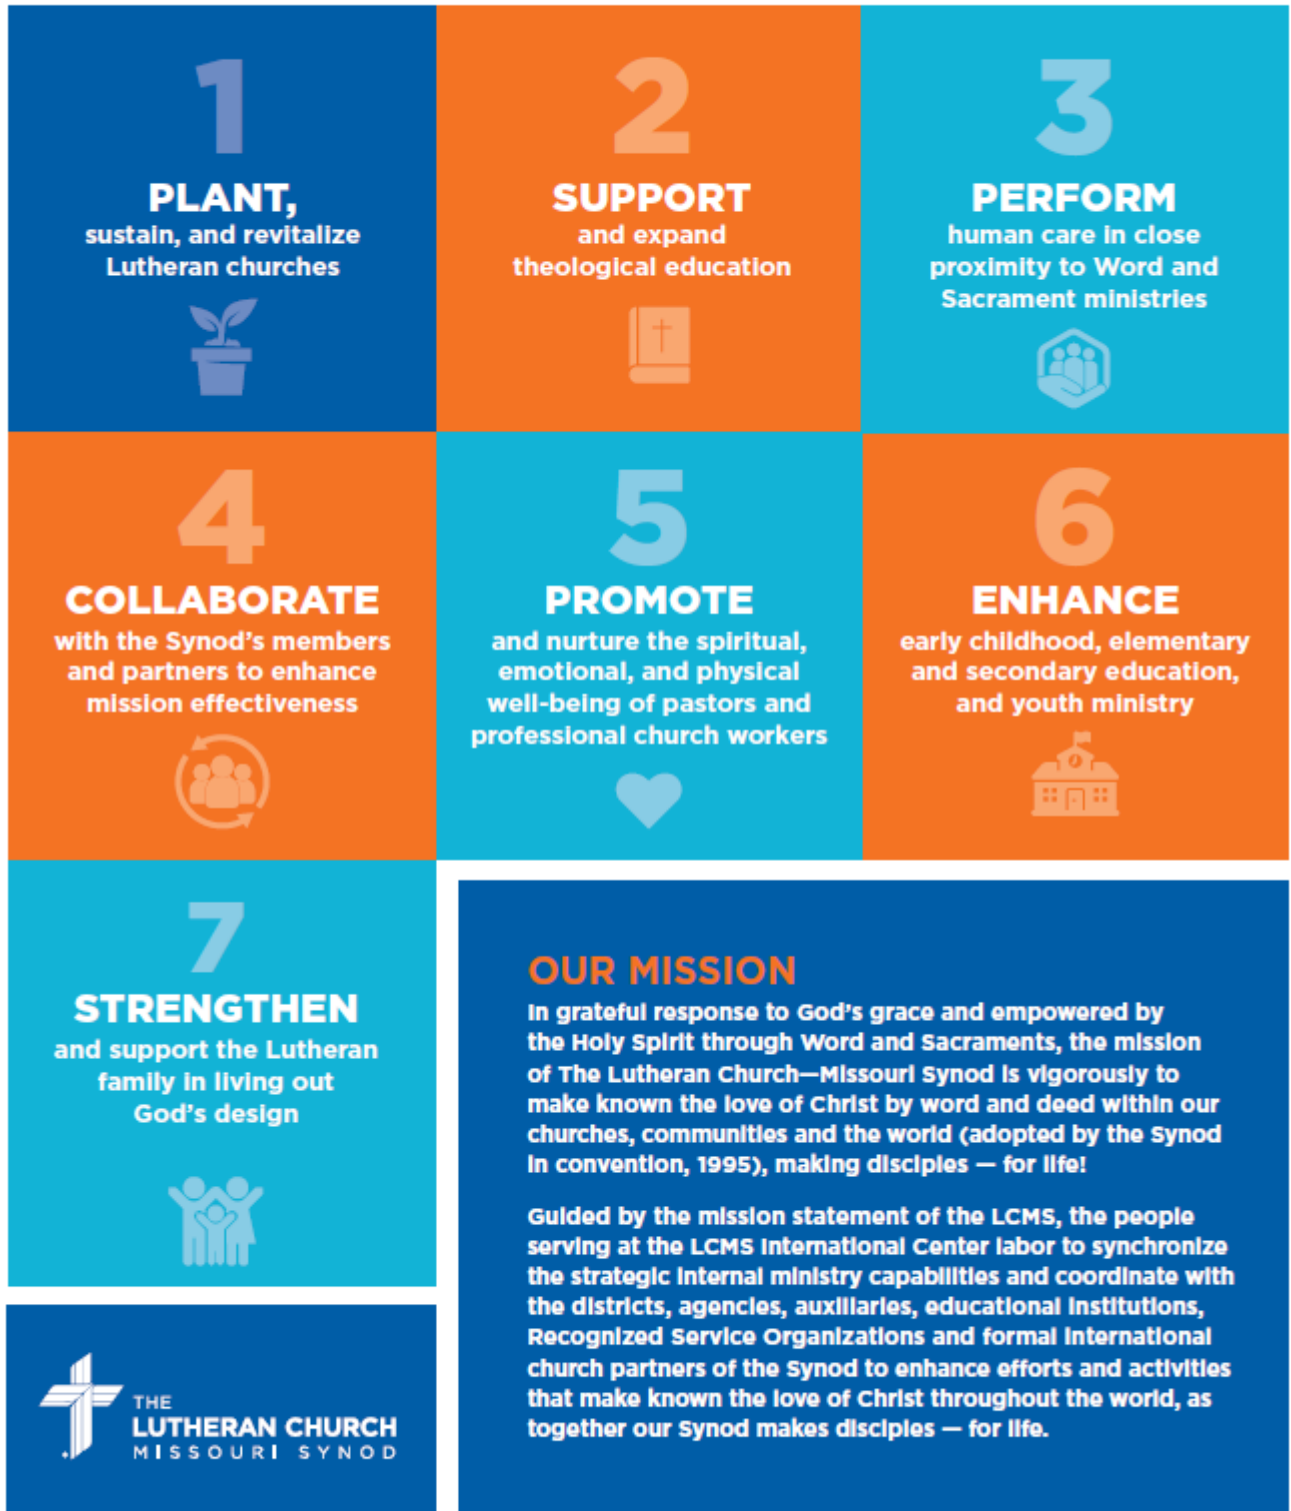 1
PLANT,
sustain, and revitalize
Lutheran churches
2
SUPPORT
and expand
theological education
3
PERFORM
human care in close
proximity to Word and
Sacrament ministries
4
COLLABORATE
with the Synod's members
and partners to enhance
mission effectiveness
5
PROMOTE
and nurture the spiritual,
emotional, and physical
well-being of pastors and
professional church workers
6
ENHANCE
early childhood, elementary
and secondary education,
and youth ministry
7
STRENGTHEN
and support the Lutheran
family in living out
God's design
OUR MISSION
In grateful response to God's grace and empowered by
the Holy Spirit through Word and Sacraments, the mission
of The Lutheran Church—Missouri Synod is vigorously to
make known the love of Christ by word and deed within our
churches, communities and the world (adopted by the Synod
in convention, 1995), making disciples — for life!
Guided by the mission statement of the LCMS, the people
serving at the LCMS International Center labor to synchronize
the strategic internal ministry capabilities and coordinate with
the districts, agencies, auxiliaries, educational institutions,
Recognized Service Organizations and formal international
church partners of the Synod to enhance efforts and activities
that make known the love of Christ throughout the world, as
together our Synod makes disciples — for life.
THE
LUTHERAN CHURCH
MISSOURI SYNOD